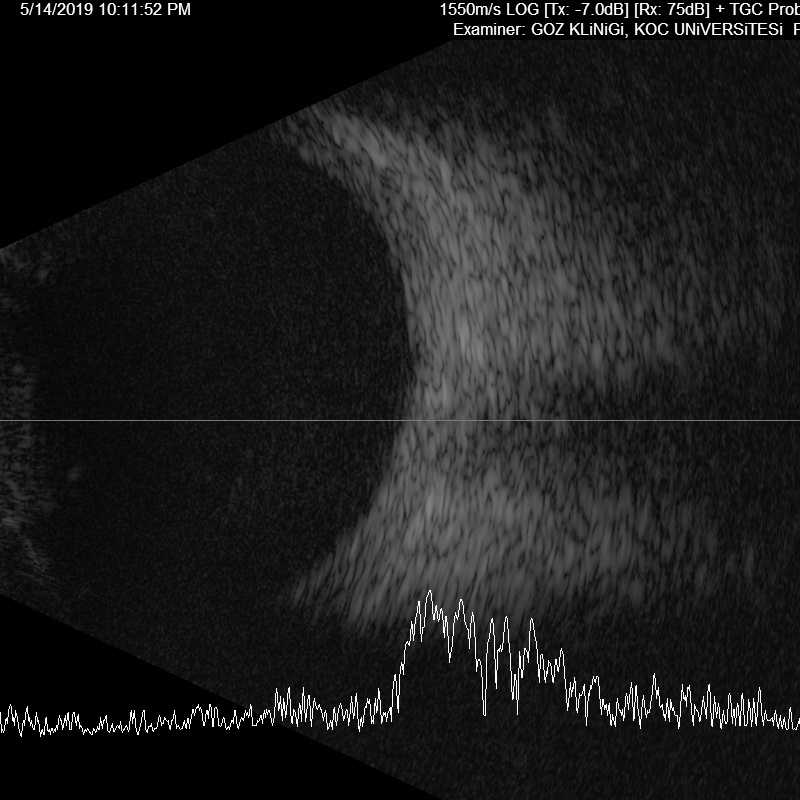 5/14/2019 10:11:52 PM
1550m/s LOG [Tx: -7.0dB] [Rx: 75dB] + TGC
Examiner: GOZ KLiNiGi, KOC UNiVERSiTESi